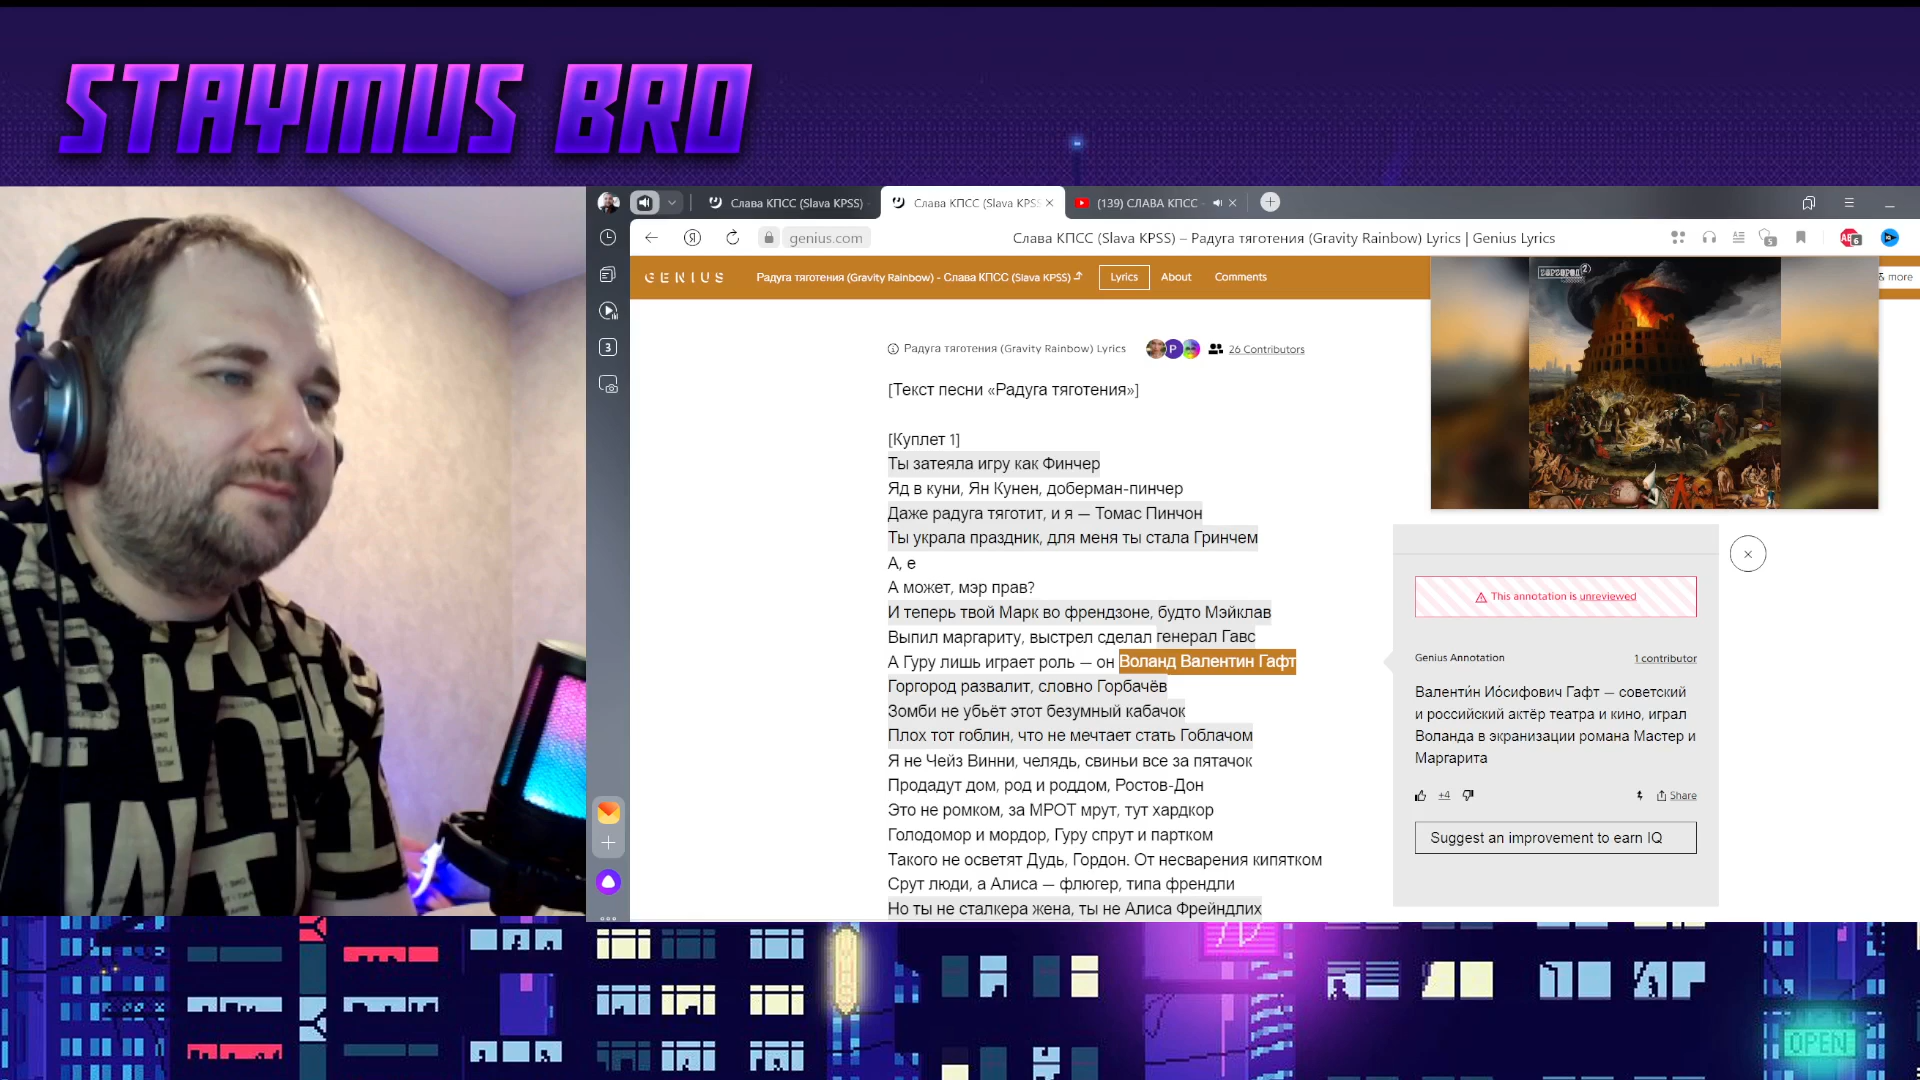 STAYMUS BRO
Слава КПСС (Slava KPSS)
Слава КПСС (Slava KPSS
(139) СЛАВА КПСС
genius.com
Слава КПСС (Slava KPSS) – Радуга тяготения (Gravity Rainbow) Lyrics | Genius Lyrics
5
6
3
GENIUS
Радуга тяготения (Gravity Rainbow) - Слава КПСС (Slava KPSS)
Lyrics
About
Comments
& more
Радуга тяготения (Gravity Rainbow) Lyrics
P
26 Contributors
[Текст песни «Радуга тяготения»]
[Куплет 1]
Ты затеяла игру как Финчер
Яд в куни, Ян Кунен, доберман-пинчер
Даже радуга тяготит, и я — Томас Пинчон
Ты украла праздник, для меня ты стала Гринчем
А, е
А может, мэр прав?
И теперь твой Марк во френдзоне, будто Мэйклав
Выпил маргариту, выстрел сделал генерал Гавс
А Гуру лишь играет роль — он Воланд Валентин Гафт
Горгород развалит, словно Горбачёв
Зомби не убьёт этот безумный кабачок
Плох тот гоблин, что не мечтает стать Гоблачом
Я не Чейз Винни, челядь, свиньи все за пятачок
Продадут дом, род и роддом, Ростов-Дон
Это не ромком, за МРОТ мрут, тут хардкор
Голодомор и мордор, Гуру спрут и партком
Такого не осветят Дудь, Гордон. От несварения кипятком
Срут люди, а Алиса — флюгер, типа френдли
Но ты не сталкера жена, ты не Алиса Фрейндлих
This annotation is unreviewed
Genius Annotation
1 contributor
Валенти́н Ио́сифович Гафт — советский
и российский актёр театра и кино, играл
Воланда в экранизации романа Мастер и
Маргарита
+4
Share
Suggest an improvement to earn IQ
OPEN